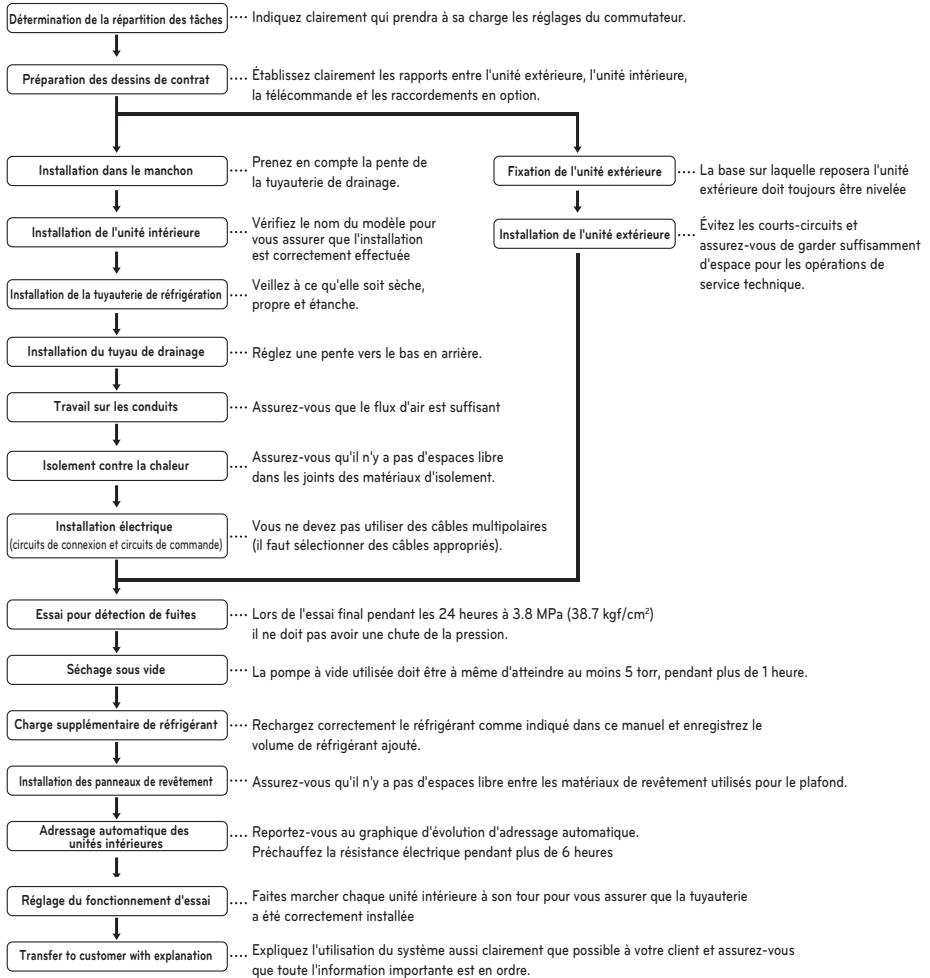 Détermination de la répartition des tâches
···· Indiquez clairement qui prendra à sa charge les réglages du commutateur.
Préparation des dessins de contrat
···· Établissez clairement les rapports entre l'unité extérieure, l'unité intérieure,
la télécommande et les raccordements en option.
Installation dans le manchon
···· Prenez en compte la pente de
la tuyauterie de drainage.
Fixation de l'unité extérieure
···· La base sur laquelle reposera l'unité
extérieure doit toujours être nivelée
Installation de l'unité intérieure
···· Vérifiez le nom du modèle pour
vous assurer que l'installation
est correctement effectuée
Installation de l'unité extérieure
···· Évitez les courts-circuits et
assurez-vous de garder suffisamment
d'espace pour les opérations de
service technique.
Installation de la tuyauterie de réfrigération
···· Veillez à ce qu'elle soit sèche,
propre et étanche.
Installation du tuyau de drainage
···· Réglez une pente vers le bas en arrière.
Travail sur les conduits
···· Assurez-vous que le flux d'air est suffisant
Isolement contre la chaleur
···· Assurez-vous qu'il n'y a pas d'espaces libre
dans les joints des matériaux d'isolement.
Installation électrique
(circuits de connexion et circuits de commande)
···· Vous ne devez pas utiliser des câbles multipolaires
(il faut sélectionner des câbles appropriés).
Essai pour détection de fuites
···· Lors de l'essai final pendant les 24 heures à 3.8 MPa (38.7 kgf/cm²)
il ne doit pas avoir une chute de la pression.
Séchage sous vide
···· La pompe à vide utilisée doit être à même d'atteindre au moins 5 torr, pendant plus de 1 heure.
Charge supplémentaire de réfrigérant
···· Rechargez correctement le réfrigérant comme indiqué dans ce manuel et enregistrez le
volume de réfrigérant ajouté.
Installation des panneaux de revêtement
···· Assurez-vous qu'il n'y a pas d'espaces libre entre les matériaux de revêtement utilisés pour le plafond.
Adressage automatique des
unités intérieures
···· Reportez-vous au graphique d'évolution d'adressage automatique.
Préchauffez la résistance électrique pendant plus de 6 heures
Réglage du fonctionnement d'essai
···· Faites marcher chaque unité intérieure à son tour pour vous assurer que la tuyauterie
a été correctement installée
Transfer to customer with explanation
···· Expliquez l'utilisation du système aussi clairement que possible à votre client et assurez-vous
que toute l'information importante est en ordre.